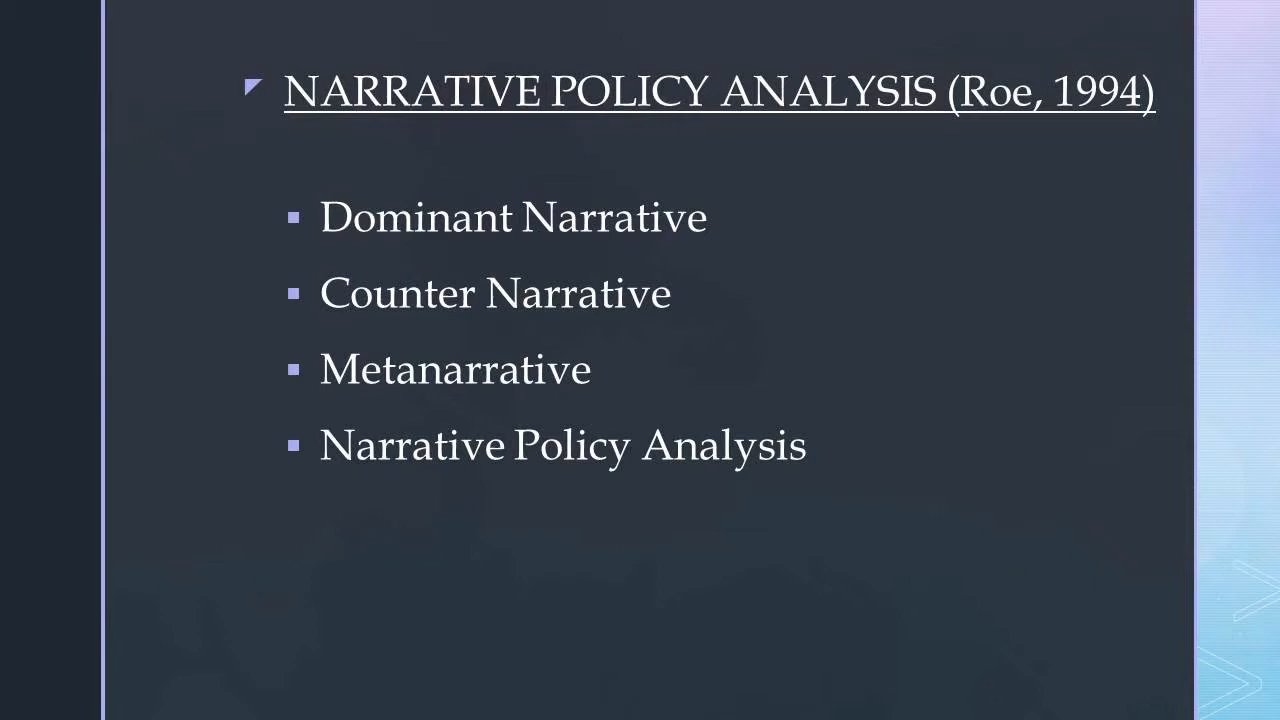 NARRATIVE POLICY ANALYSIS (Roe, 1994)
Dominant Narrative
Counter Narrative
Metanarrative
Narrative Policy Analysis